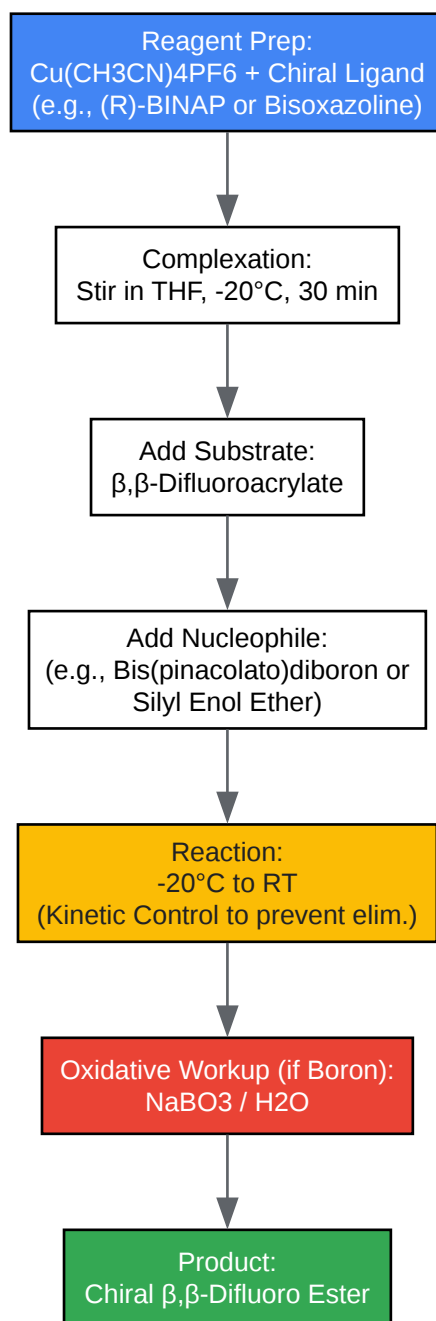 Reagent Prep:
Cu(CH3CN)4PF6 + Chiral Ligand
(e.g., (R)-BINAP or Bisoxazoline)
Complexation:
Stir in THF, -20°C, 30 min
Add Substrate:
β,β-Difluoroacrylate
Add Nucleophile:
(e.g., Bis(pinacolato)diboron or
Silyl Enol Ether)
Reaction:
-20°C to RT
(Kinetic Control to prevent elim.)
Oxidative Workup (if Boron):
NaBO3 / H2O
Product:
Chiral β,β-Difluoro Ester